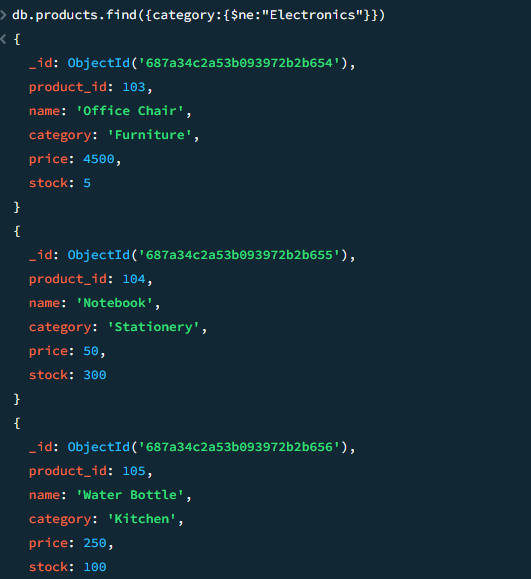 > db.products.find({category:{$ne:"Electronics"}})
< {
_id: ObjectId('687a34c2a53b093972b2b654'),
product_id: 103,
name: 'Office Chair',
category: 'Furniture',
price: 4500,
stock: 5
}
{
_id: ObjectId('687a34c2a53b093972b2b655'),
product_id: 104,
name: 'Notebook',
category: 'Stationery',
price: 50,
stock: 300
}
{
_id: ObjectId('687a34c2a53b093972b2b656'),
product_id: 105,
name: 'Water Bottle',
category: 'Kitchen',
price: 250,
stock: 100